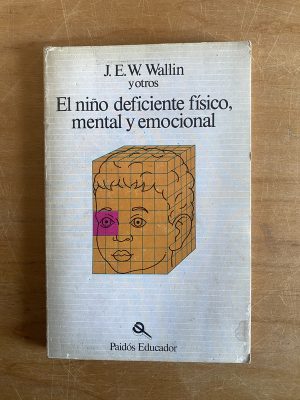 J. E. W. Wallin
y otros
El niño deficiente físico,
mental y emocional
Paidós Educador